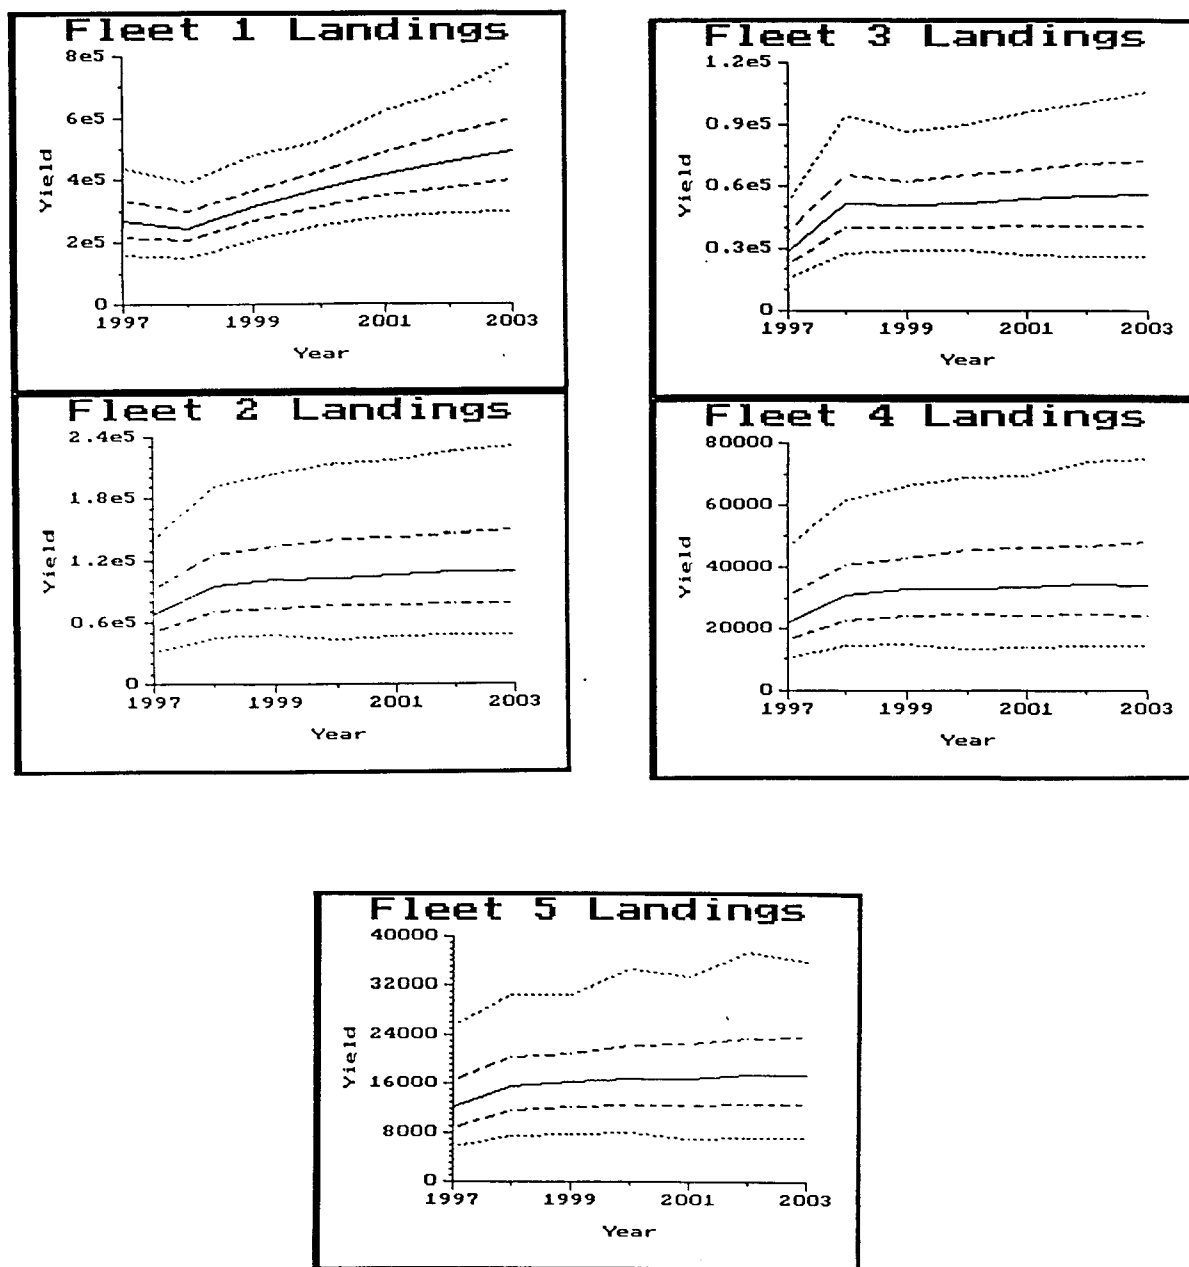 Fleet 1 Landings
8e5
6e5
4e5
2e5
0
Yield
1997 1999 2001 2003
Year
Fleet 2 Landings
2.4e5
1.8e5
1.2e5
0.6e5
0
Yield
1997 1999 2001 2003
Year
Fleet 3 Landings
1.2e5
0.9e5
0.6e5
0.3e5
0
Yield
1997 1999 2001 2003
Year
Fleet 4 Landings
80000
60000
40000
20000
0
Yield
1997 1999 2001 2003
Year
Fleet 5 Landings
40000
32000
24000
16000
8000
0
Yield
1997 1999 2001 2003
Year